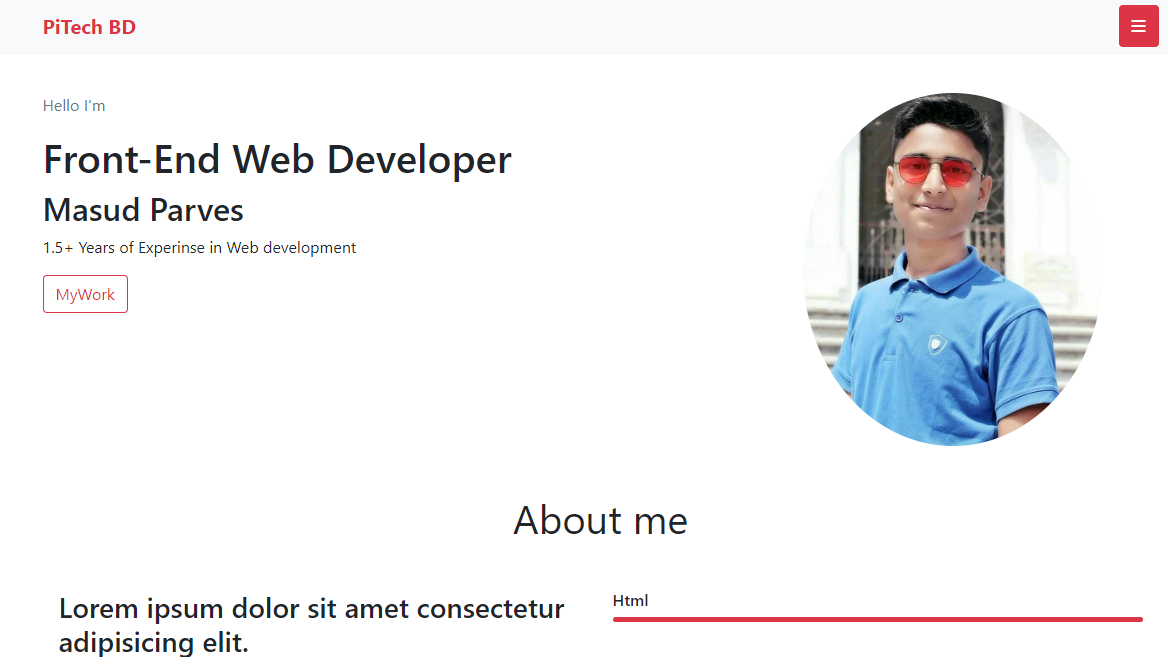 PiTech BD
Hello I'm
Front-End Web Developer
Masud Parves
1.5+ Years of Experinse in Web development
MyWork
About me
Lorem ipsum dolor sit amet consectetur
adipisicing elit.
Html